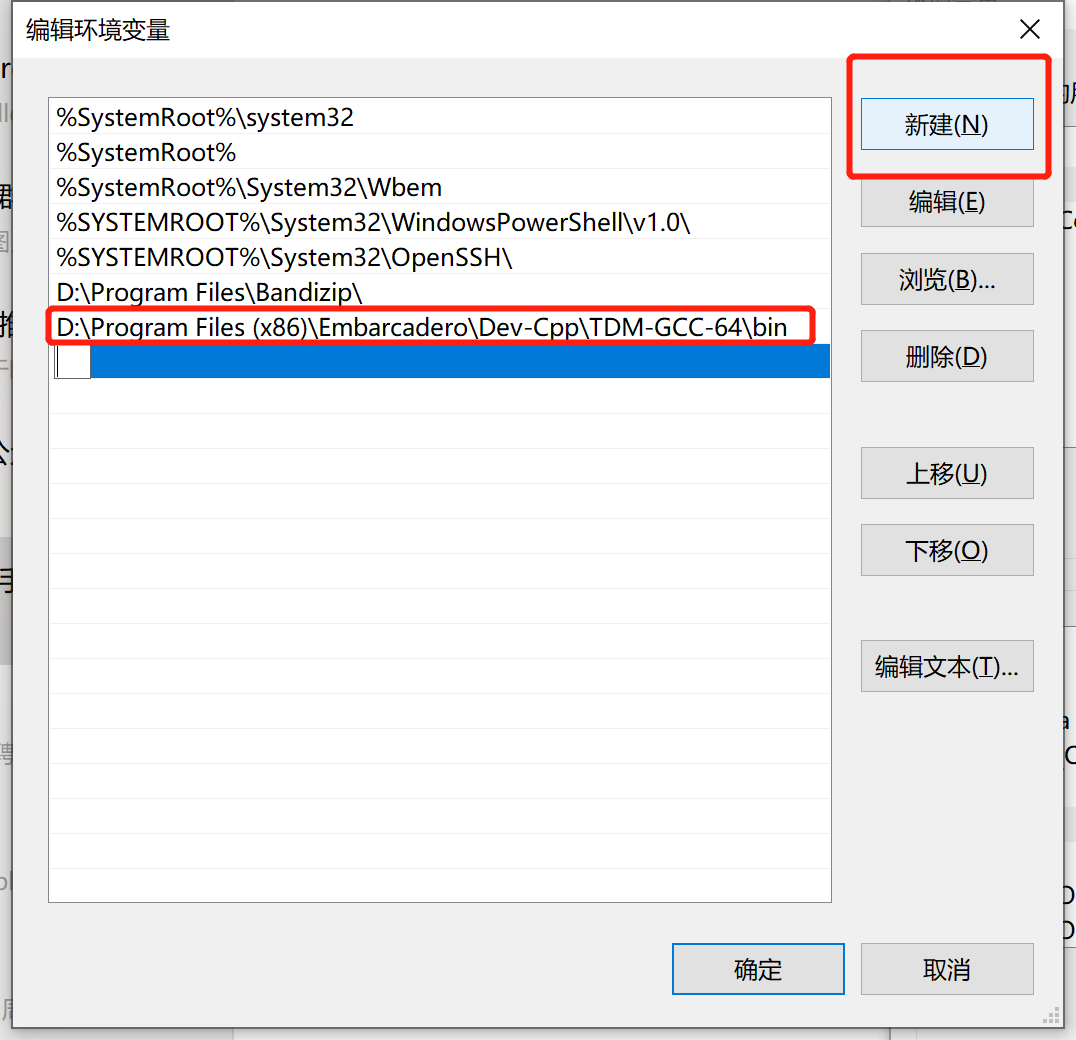 编辑环境变量
%SystemRoot%\system32
%SystemRoot%
%SystemRoot%\System32\Wbem
%SYSTEMROOT%\System32\WindowsPowerShell\v1.0\
%SYSTEMROOT%\System32\OpenSSH\
D:\Program Files\Bandizip\
D:\Program Files (x86)\Embarcadero\Dev-Cpp\TDM-GCC-64\bin
新建(N)
编辑(E)
浏览(B)...
删除(D)
上移(U)
下移(O)
编辑文本(T)...
确定
取消